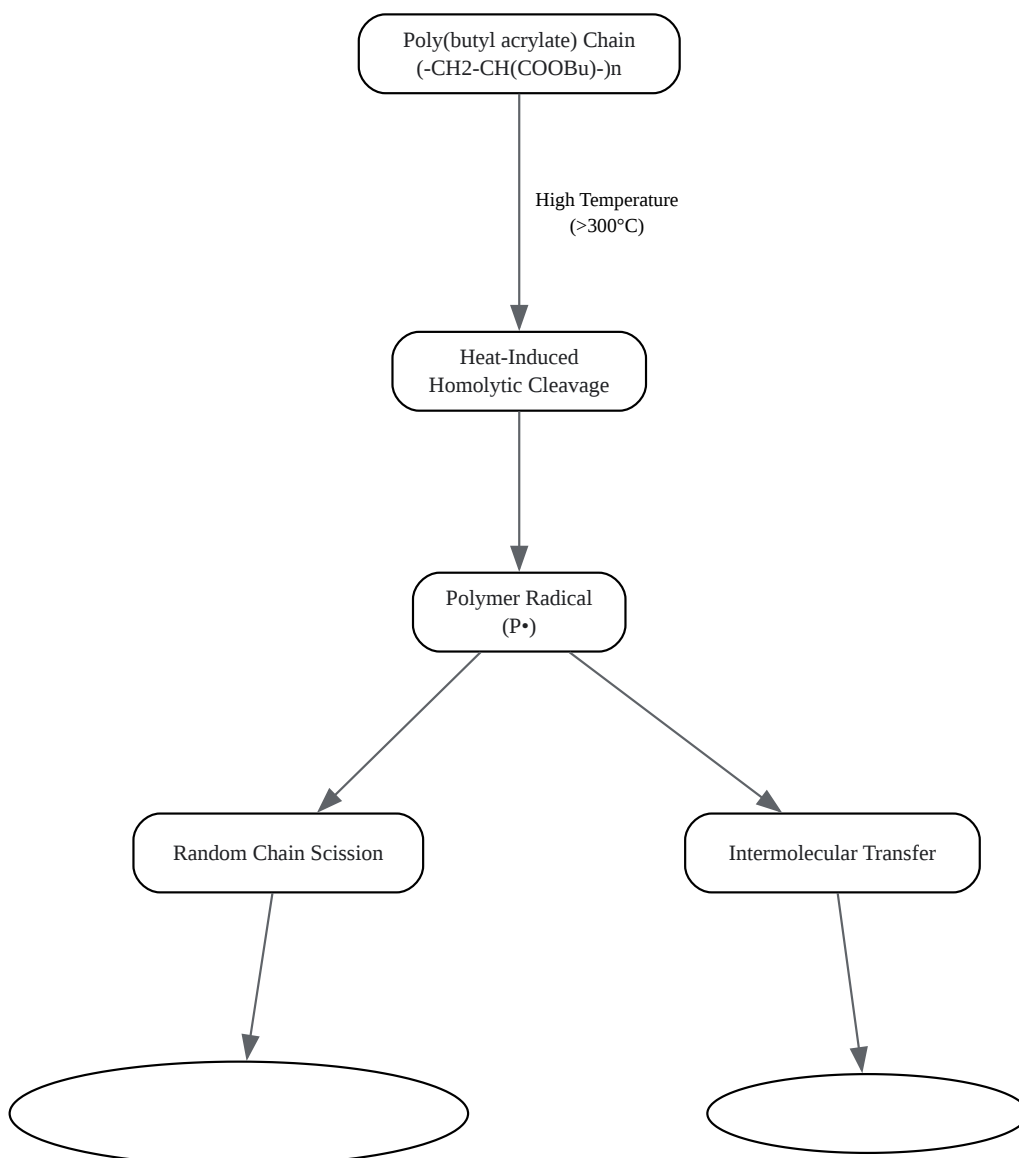 Poly(butyl acrylate) Chain
(-CH2-CH(COOBu)-)n
High Temperature
(>300°C)
Heat-Induced
Homolytic Cleavage
Polymer Radical
(P•)
Random Chain Scission
Intermolecular Transfer